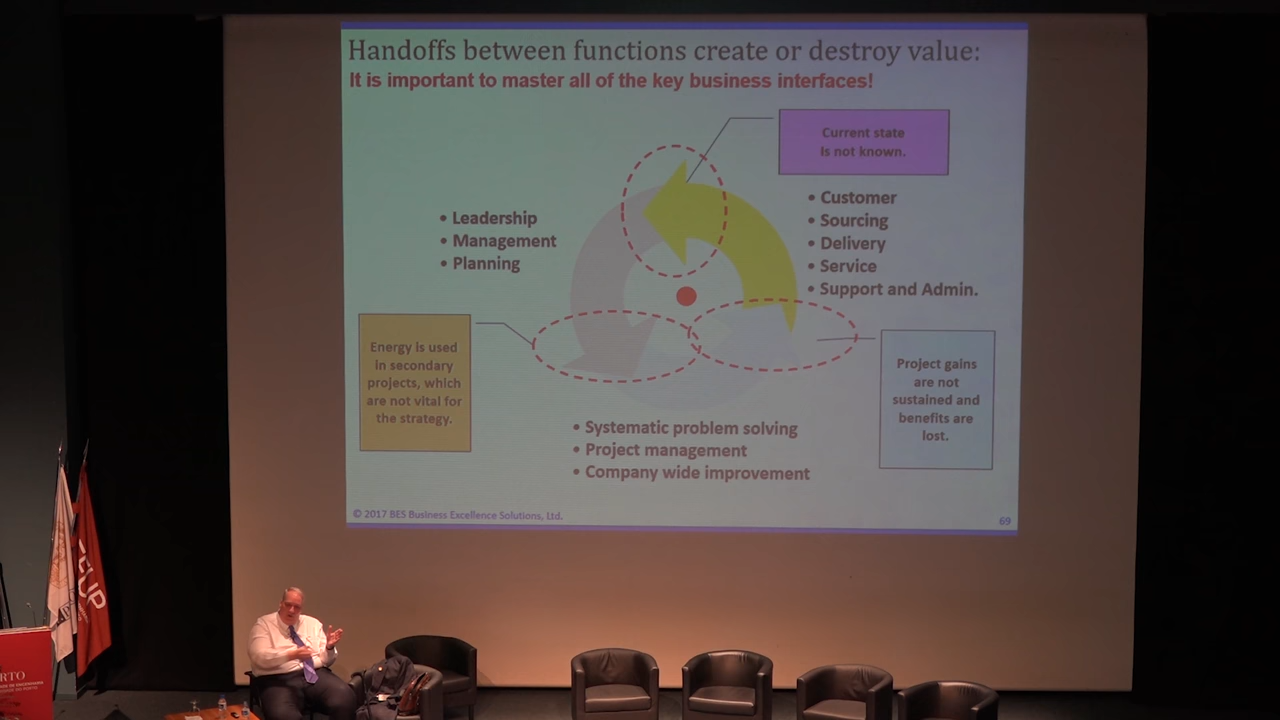 Handoffs between functions create or destroy value:
It is important to master all of the key business interfaces!
Current state
is not known.
• Leadership
• Management
• Planning
• Customer
• Sourcing
• Delivery
• Service
• Support and Admin.
Energy is used
in secondary
projects, which
are not vital for
the strategy.
Project gains
are not
sustained and
benefits are
lost.
• Systematic problem solving
• Project management
• Company wide improvement
© 2017 BES Business Excellence Solutions, Ltd.
69
FEUP
RTO